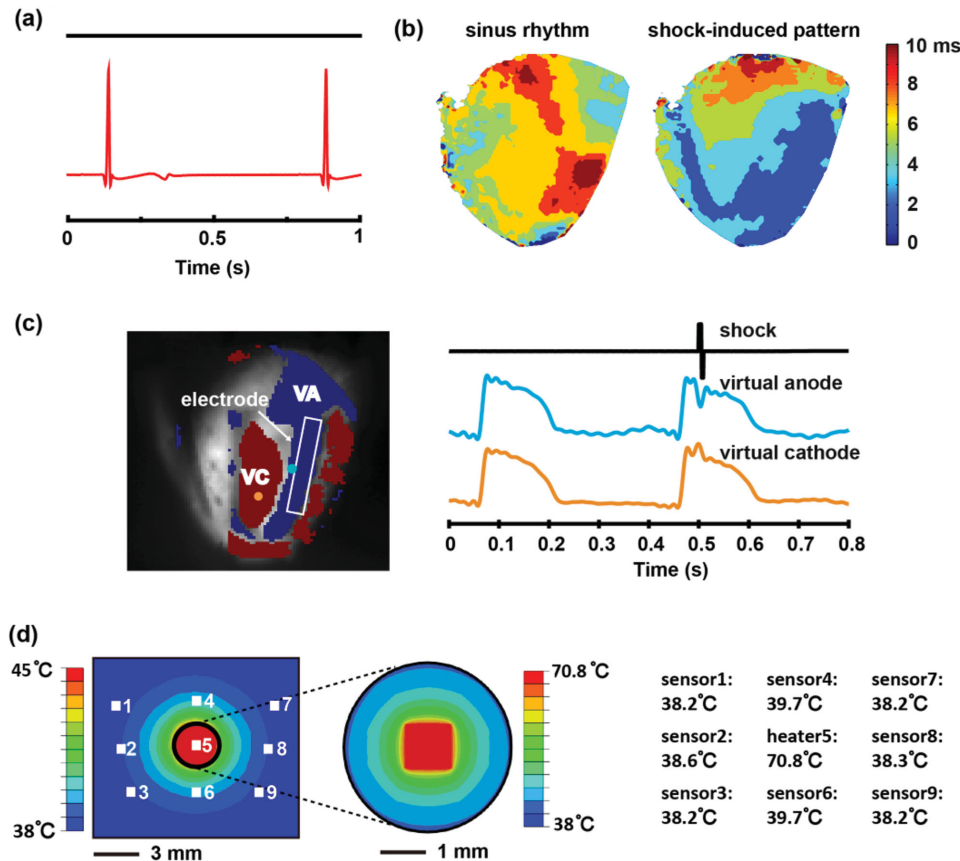 (a)
0
0.5
1
Time (s)
(b)
sinus rhythm
shock-induced pattern
10 ms
8
6
4
2
0
(c)
electrode
VA
VC
shock
virtual anode
virtual cathode
0
0.1
0.2
0.3
0.4
0.5
0.6
0.7
0.8
Time (s)
(d)
45℃
38℃
1
2
3
4
5
6
7
8
9
3 mm
70.8℃
38℃
1 mm
sensor1:
38.2℃
sensor4:
39.7℃
sensor7:
38.2℃
sensor2:
38.6℃
heater5:
70.8℃
sensor8:
38.3℃
sensor3:
38.2℃
sensor6:
39.7℃
sensor9:
38.2℃